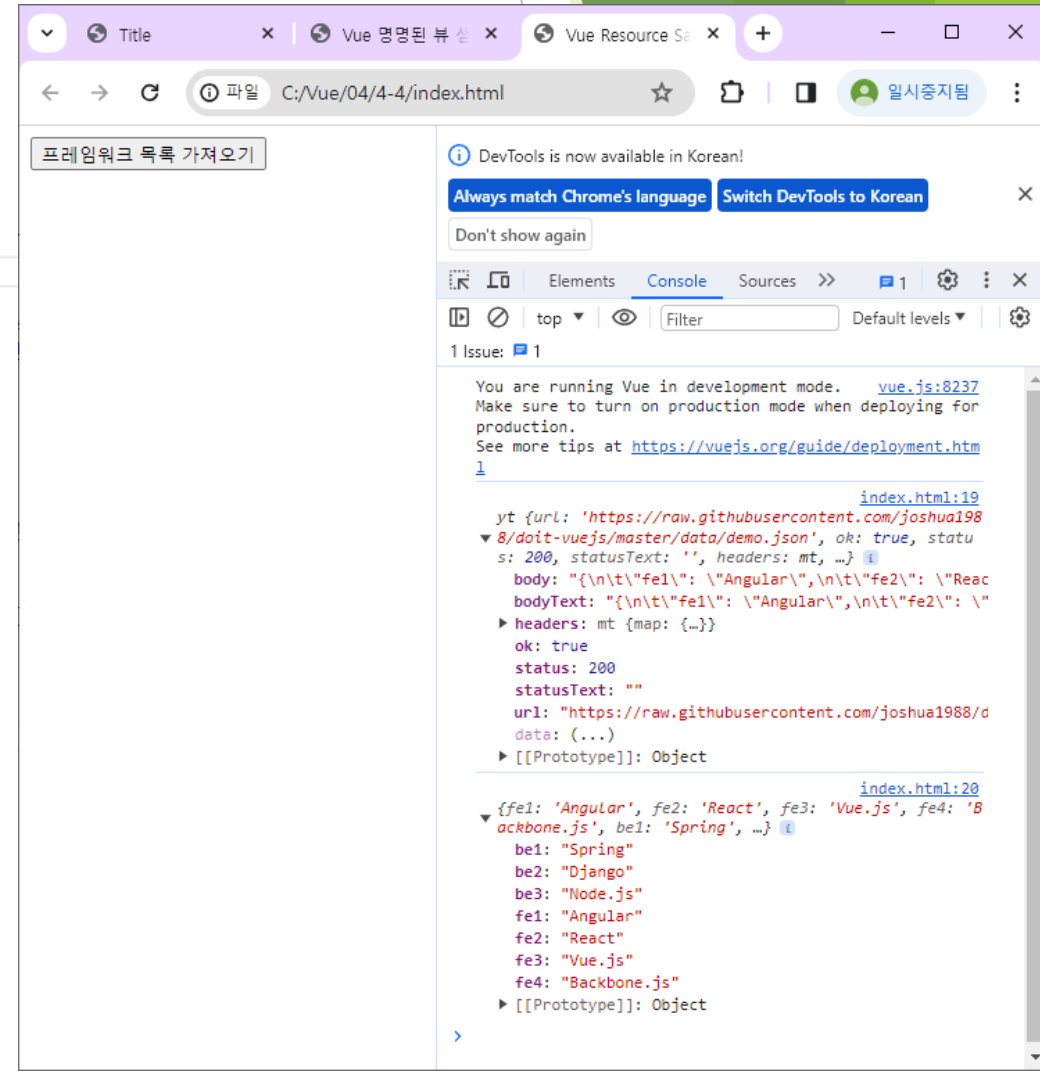 Title
Vue 명명된 뷰 샘
Vue Resource Sa
파일
C:/Vue/04/4-4/index.html
일시중지됨
프레임워크 목록 가져오기
DevTools is now available in Korean!
Always match Chrome's language
Switch DevTools to Korean
Don't show again
Elements Console Sources 1
top Filter Default levels
1 Issue: 1
You are running Vue in development mode. vue.js:8237
Make sure to turn on production mode when deploying for
production.
See more tips at https://vuejs.org/guide/deployment.htm
l
index.html:19
yt {url: 'https://raw.githubusercontent.com/joshua198
8/doit-vuejs/master/data/demo.json', ok: true, statu
s: 200, statusText: '', headers: mt, …}
body: "{\n\t\"fe1\": \"Angular\",\n\t\"fe2\": \"Reac
bodyText: "{\n\t\"fe1\": \"Angular\",\n\t\"fe2\": \"
headers: mt {map: {…}}
ok: true
status: 200
statusText: ""
url: "https://raw.githubusercontent.com/joshua1988/d
data: (...)
[[Prototype]]: Object
index.html:20
{fe1: 'Angular', fe2: 'React', fe3: 'Vue.js', fe4: 'B
ackbone.js', be1: 'Spring', …}
be1: "Spring"
be2: "Django"
be3: "Node.js"
fe1: "Angular"
fe2: "React"
fe3: "Vue.js"
fe4: "Backbone.js"
[[Prototype]]: Object